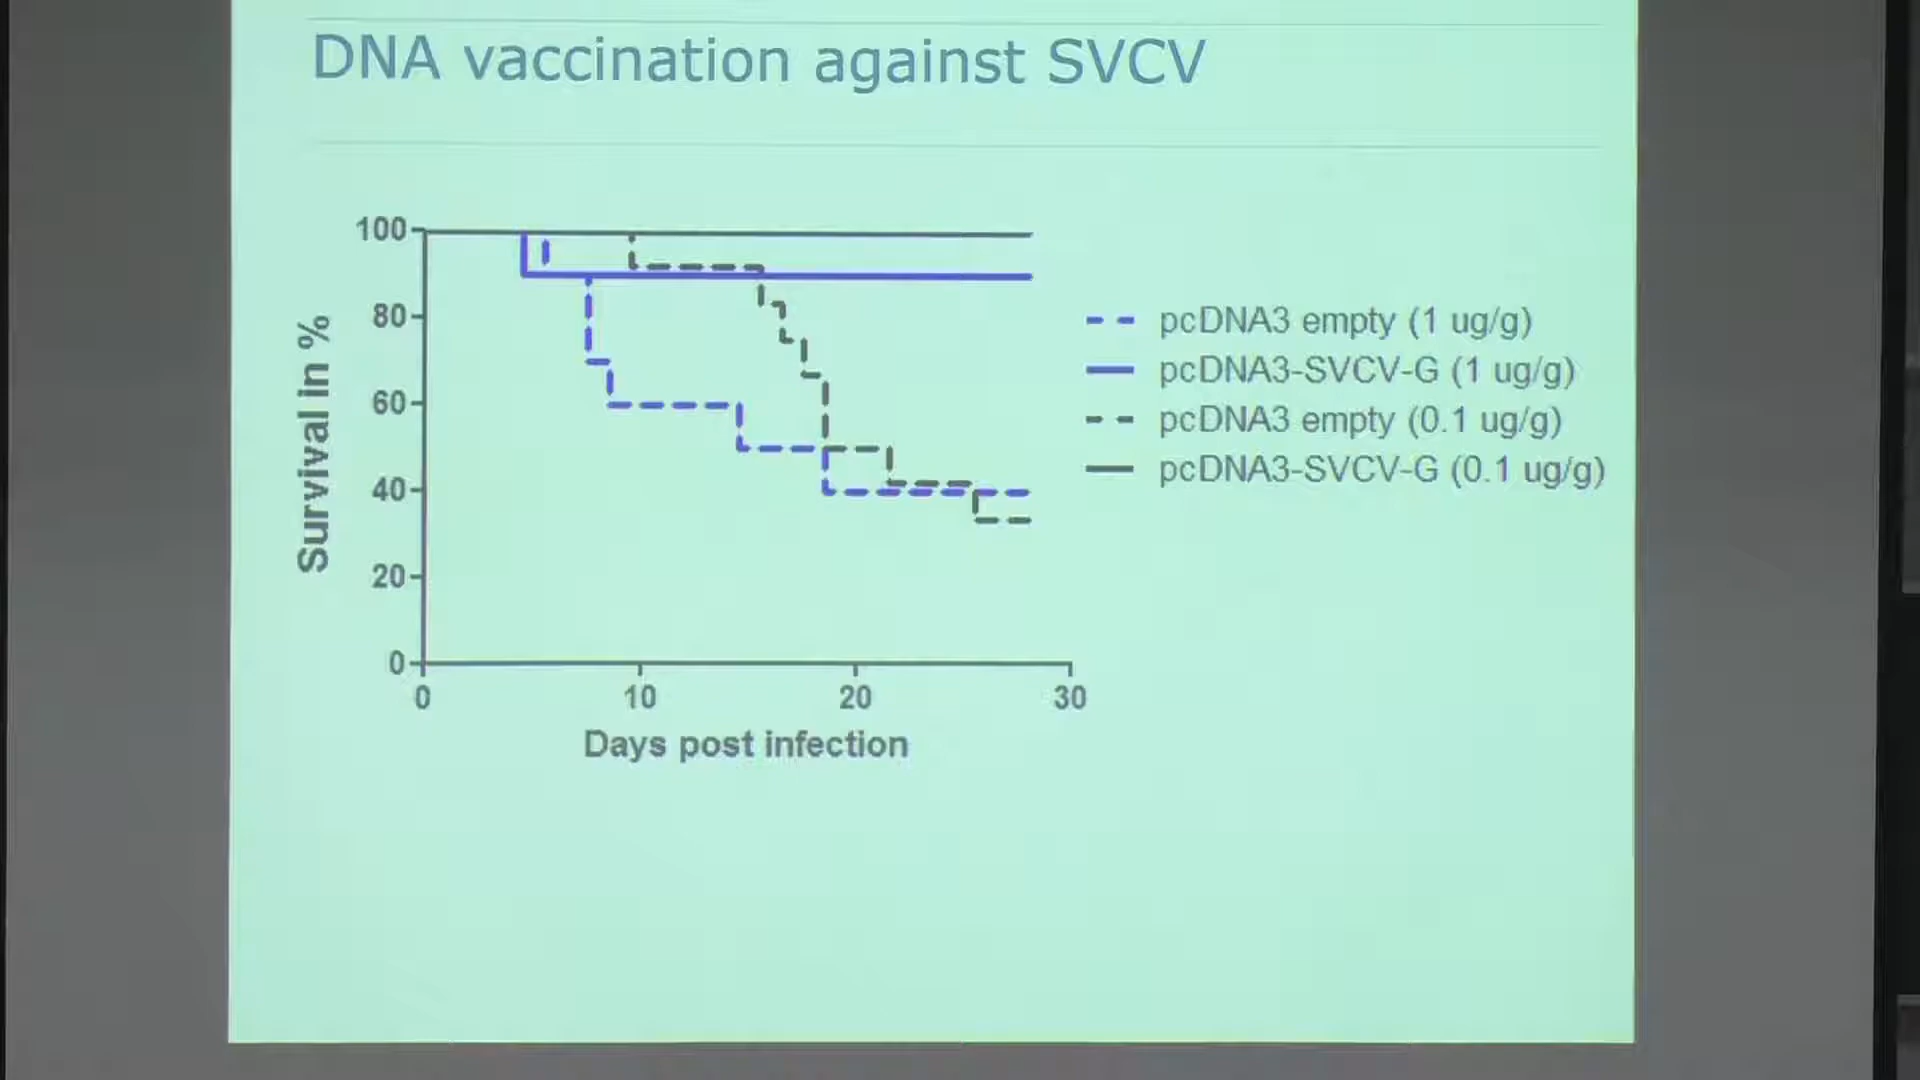 DNA vaccination against SVCV
100
80
60
40
20
0
Survival in %
0 10 20 30
Days post infection
pcDNA3 empty (1 ug/g)
pcDNA3-SVCV-G (1 ug/g)
pcDNA3 empty (0.1 ug/g)
pcDNA3-SVCV-G (0.1 ug/g)